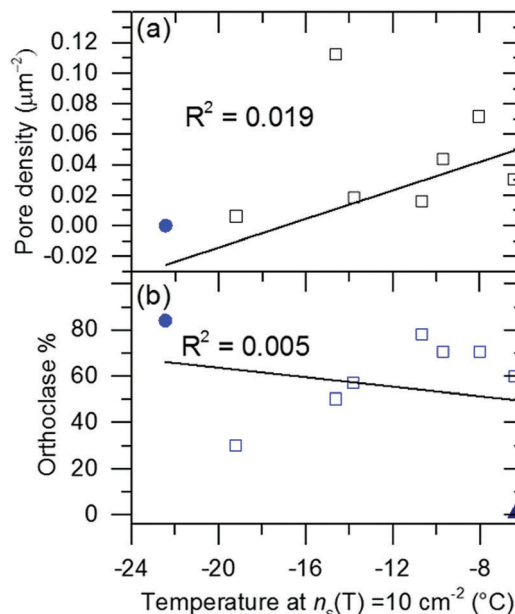 (a)
Pore density (μm⁻²)
0.12
0.10
0.08
0.06
0.04
0.02
0.00
-0.02
R² = 0.019
(b)
Orthoclase %
80
60
40
20
0
R² = 0.005
-24 -20 -16 -12 -8
Temperature at nₛ(T) =10 cm⁻² (°C)